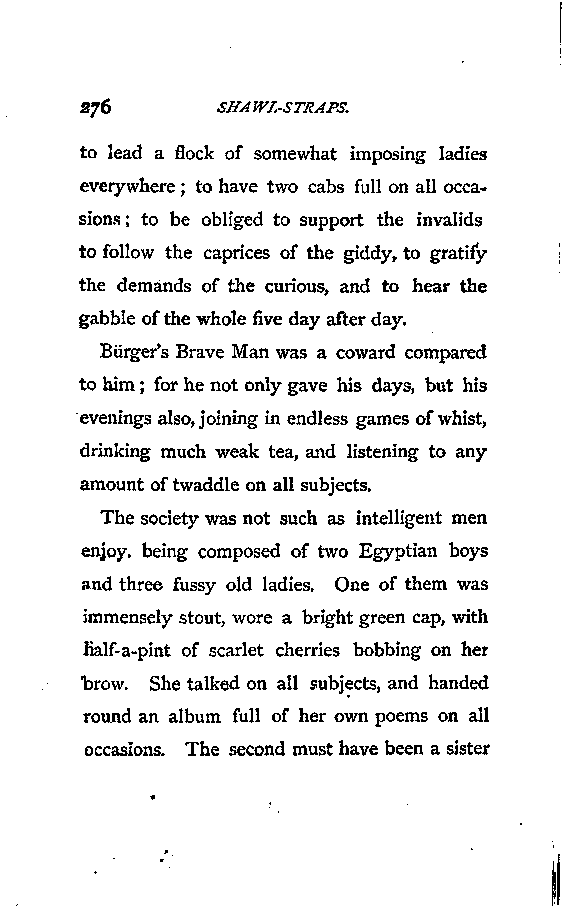 276 SHAWL-STRAPS.
to lead a flock of somewhat imposing ladies
everywhere; to have two cabs full on all occa-
sions; to be obliged to support the invalids
to follow the caprices of the giddy, to gratify
the demands of the curious, and to hear the
gabble of the whole five day after day.
Bürger's Brave Man was a coward compared
to him; for he not only gave his days, but his
evenings also, joining in endless games of whist,
drinking much weak tea, and listening to any
amount of twaddle on all subjects.
The society was not such as intelligent men
enjoy. being composed of two Egyptian boys
and three fussy old ladies. One of them was
immensely stout, wore a bright green cap, with
half-a-pint of scarlet cherries bobbing on her
brow. She talked on all subjects, and handed
round an album full of her own poems on all
occasions. The second must have been a sister